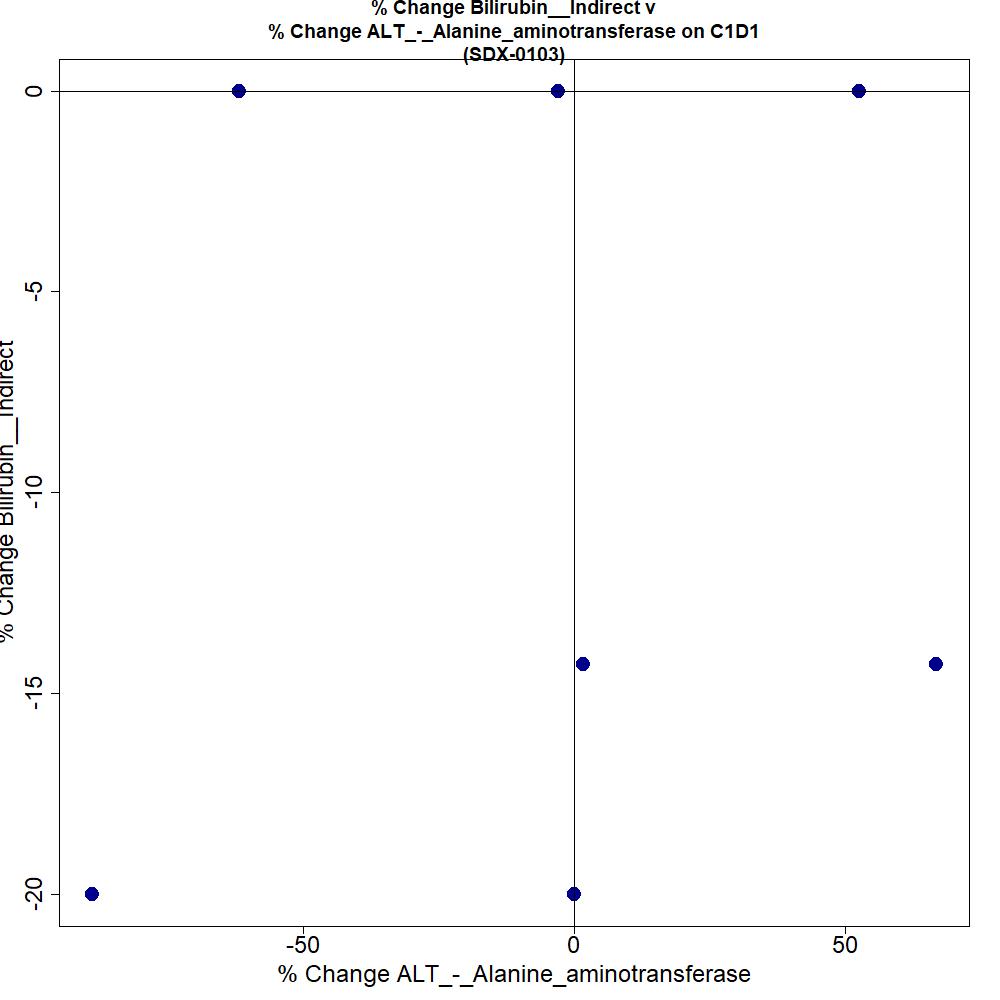 % Change Bilirubin__Indirect v
% Change ALT_-_Alanine_aminotransferase on C1D1
(SDX-0103)
0
-5
-10
-15
-20
% Change Bilirubin__Indirect
-50
0
50
% Change ALT_-_Alanine_aminotransferase